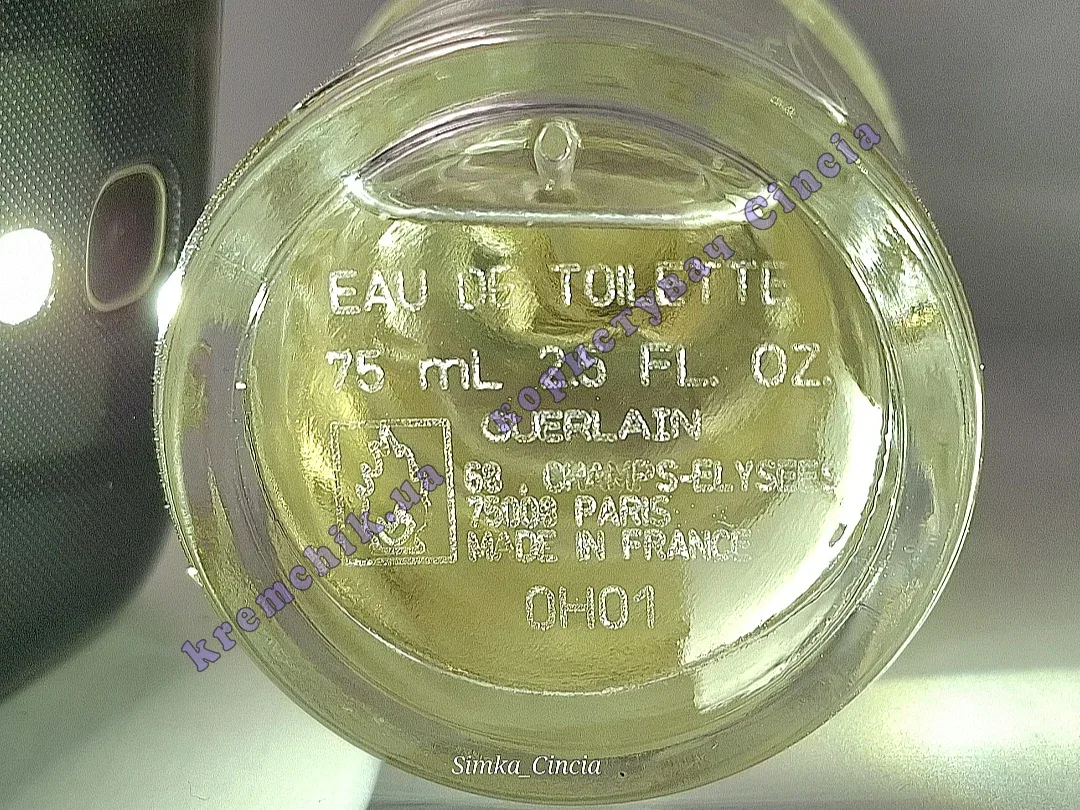 EAU DE TOILETTE
75 mL 2.5 FL. OZ.
GUERLAIN
68, CHAMPS-ELYSEES
75008 PARIS
MADE IN FRANCE
0H01
kremchik.ua користувач Cincia
Simka_Cincia